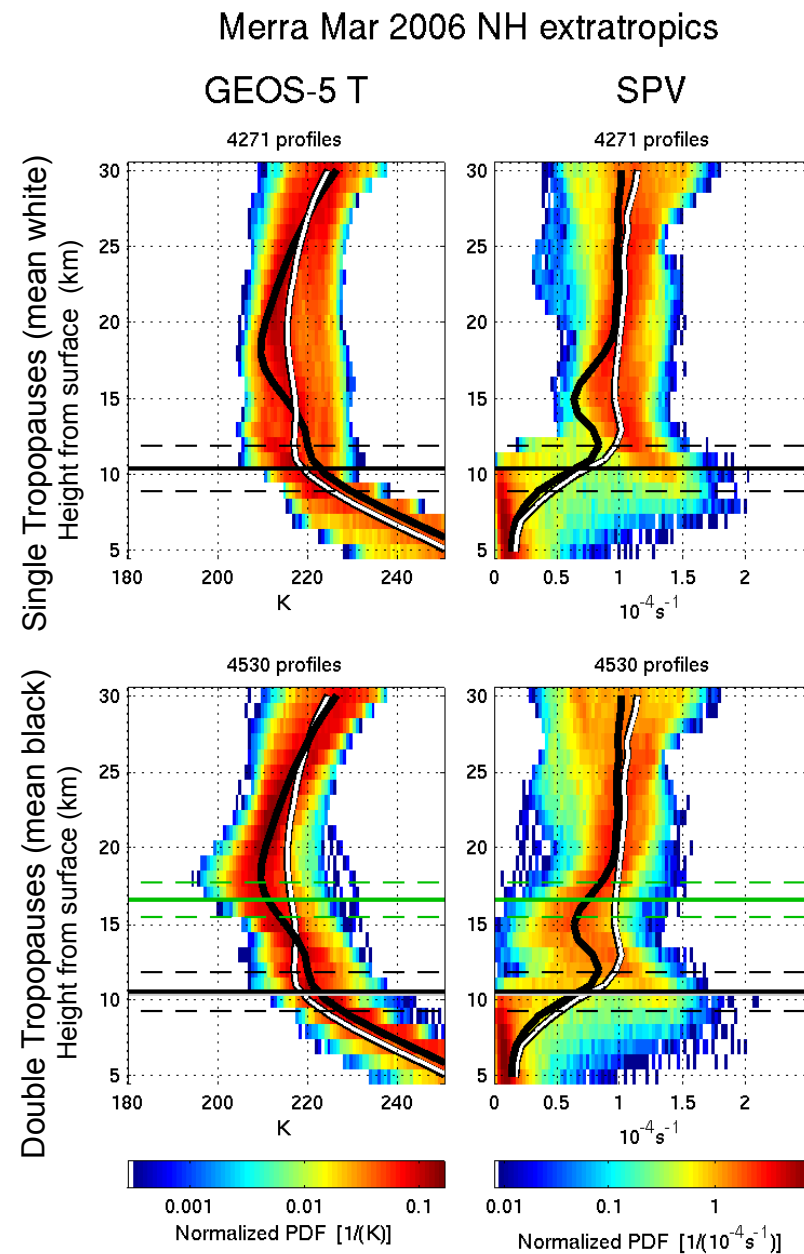 Merra Mar 2006 NH extratropics
GEOS-5 T
SPV
Single Tropopauses (mean white)
Height from surface (km)
4271 profiles
30
25
20
15
10
5
180
200
220
240
K
4271 profiles
30
25
20
15
10
5
0
0.5
1
1.5
2
10⁻⁴s⁻¹
Double Tropopauses (mean black)
Height from surface (km)
4530 profiles
30
25
20
15
10
5
180
200
220
240
K
4530 profiles
30
25
20
15
10
5
0
0.5
1
1.5
2
10⁻⁴s⁻¹
0.001
0.01
0.1
Normalized PDF [1/(K)]
0.01
0.1
1
Normalized PDF [1/(10⁻⁴s⁻¹)]